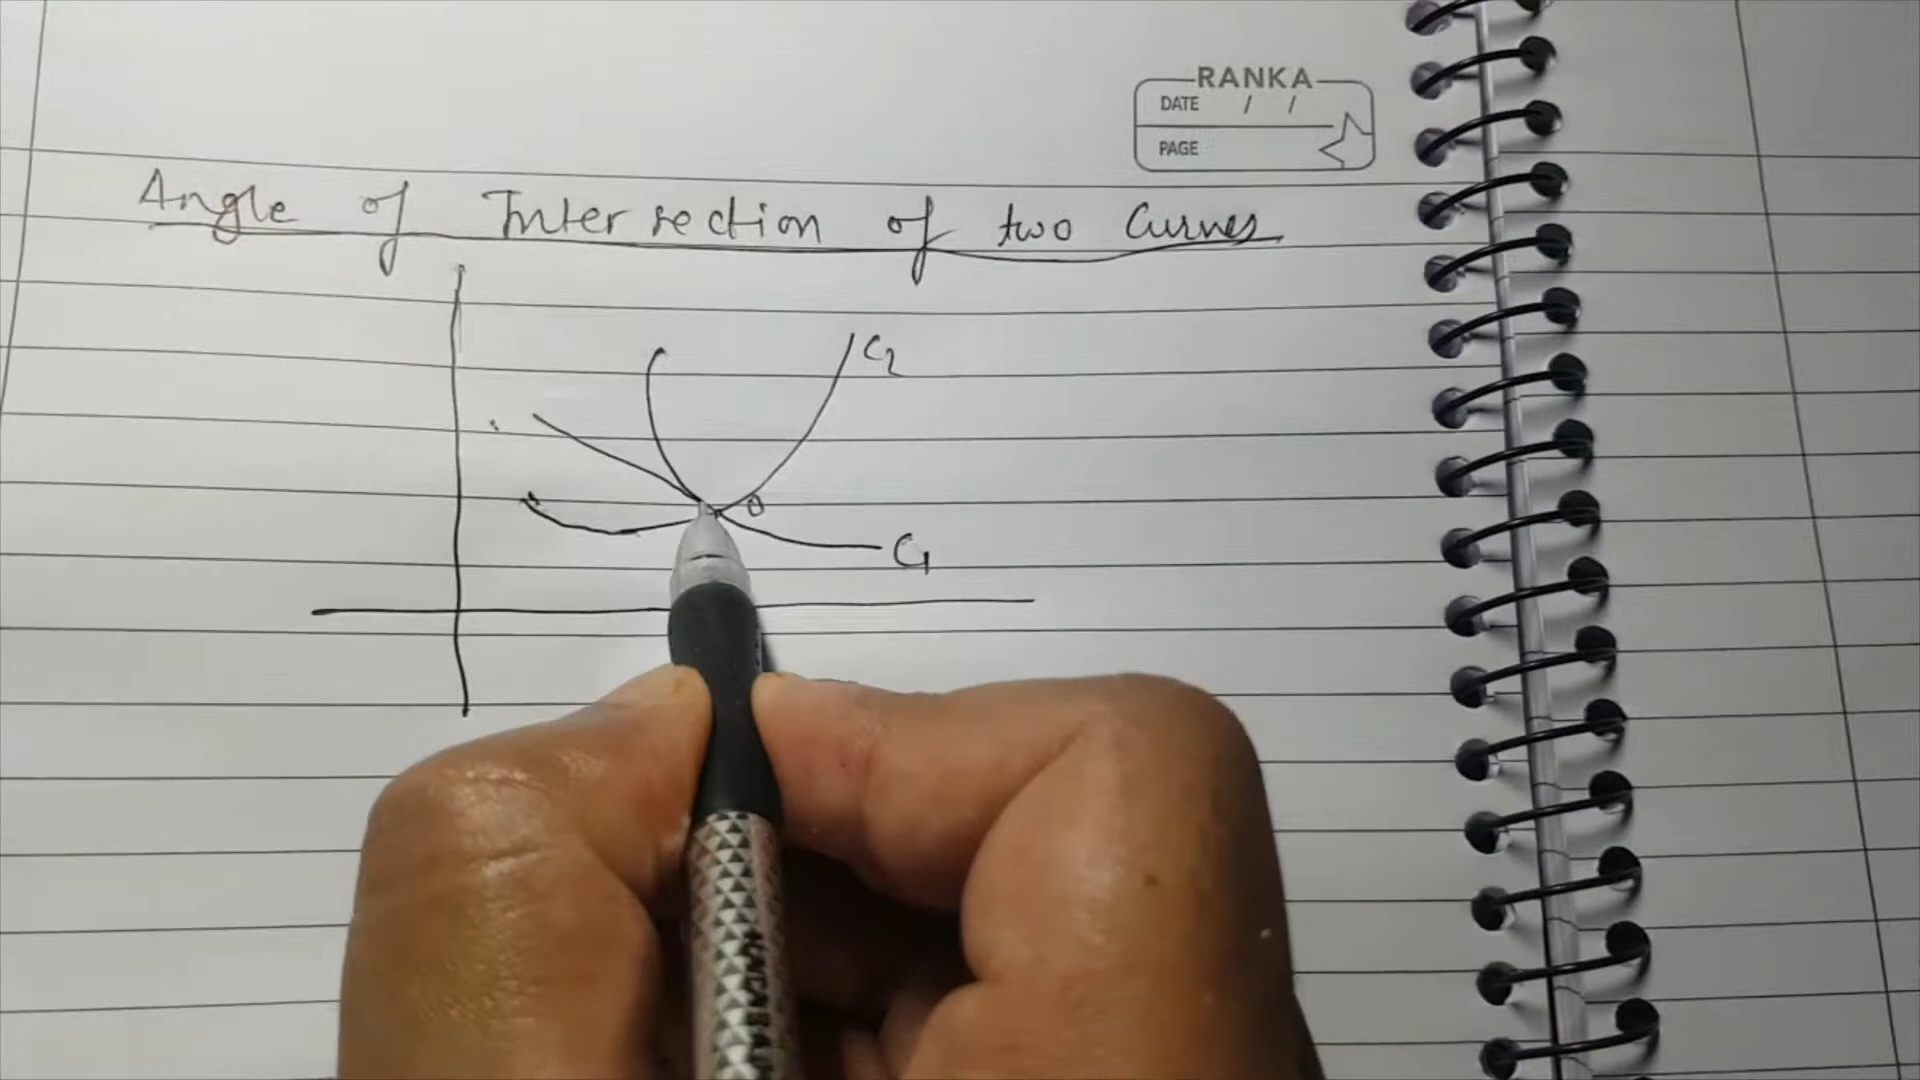 RANKA
DATE / /
PAGE
Angle of Intersection of two Curves
C2
θ
C1